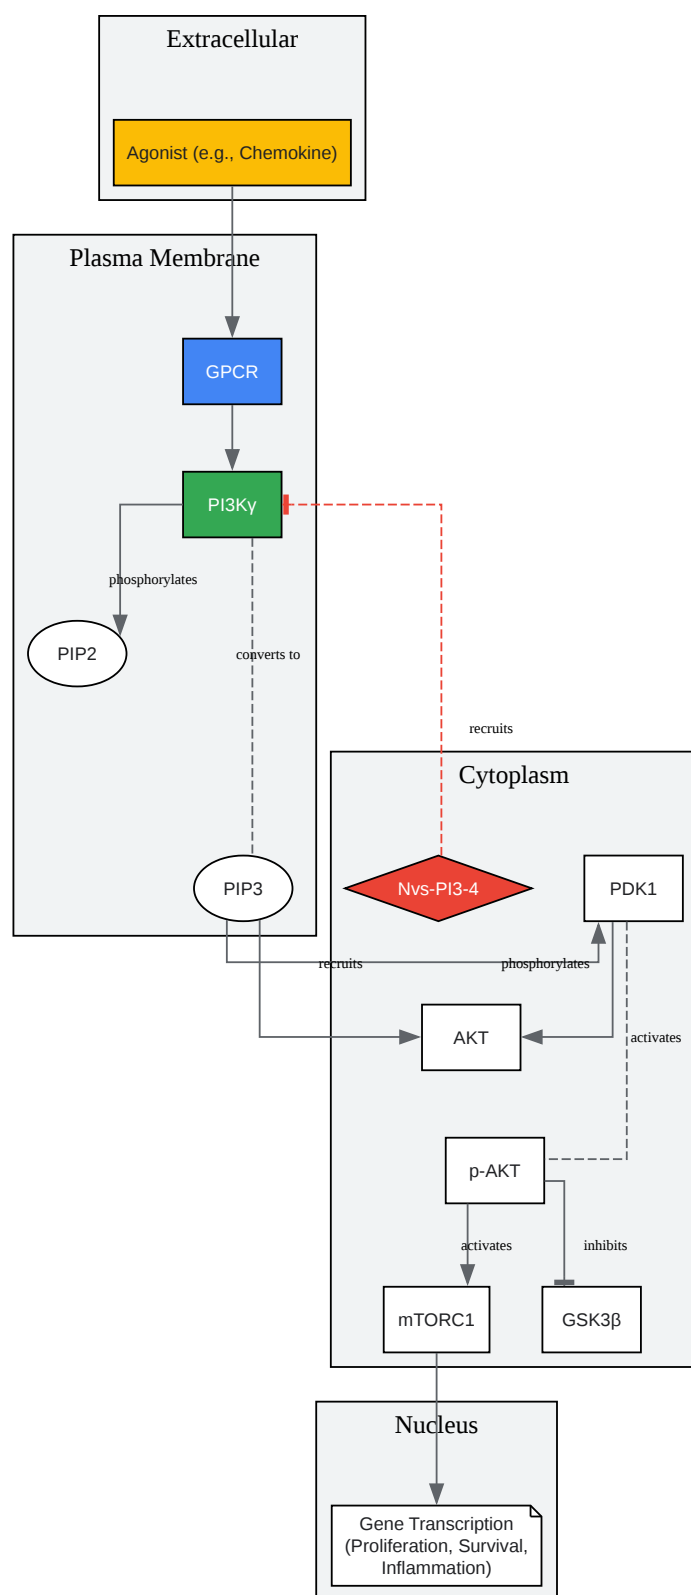 Extracellular
Agonist (e.g., Chemokine)
Plasma Membrane
GPCR
PI3Kγ
phosphorylates
PIP2
converts to
recruits
Cytoplasm
PIP3
Nvs-PI3-4
PDK1
recruits
phosphorylates
AKT
activates
p-AKT
activates
inhibits
mTORC1
GSK3β
Nucleus
Gene Transcription
(Proliferation, Survival,
Inflammation)